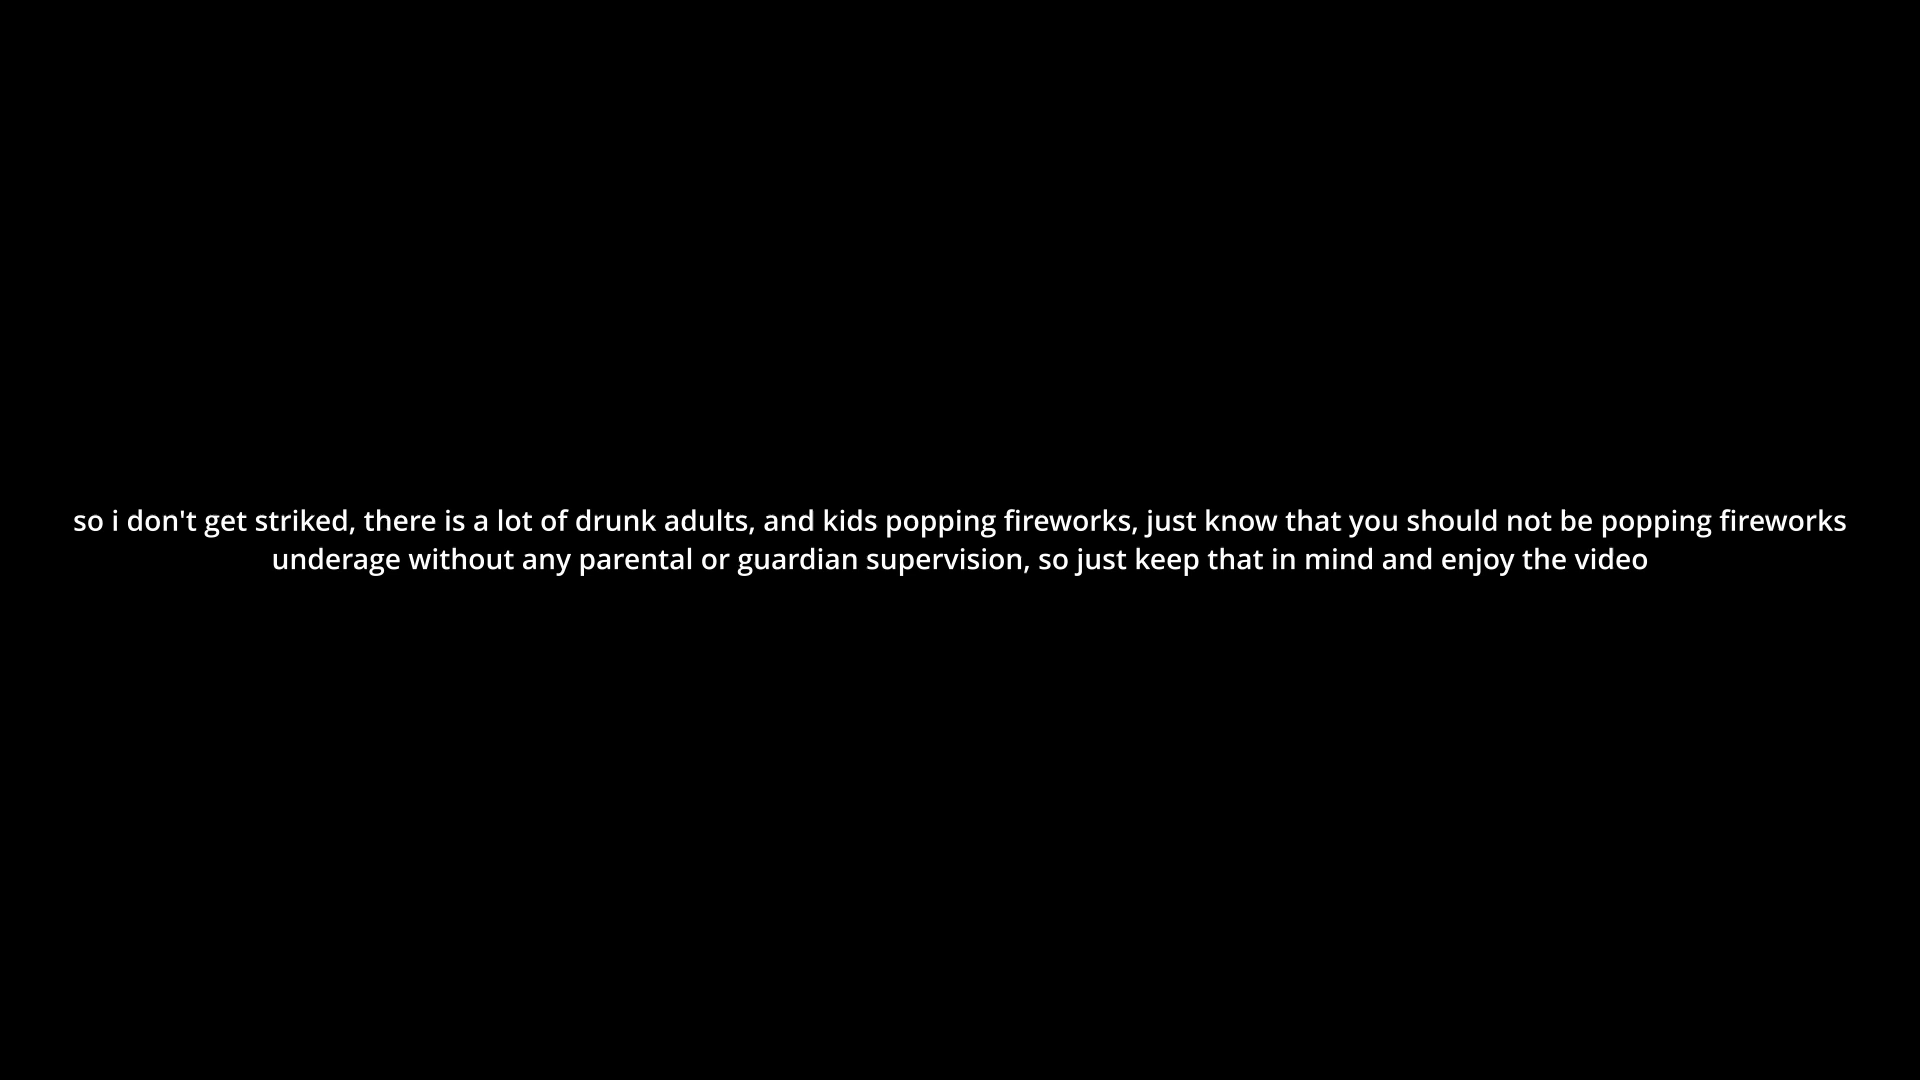 so i don't get striked, there is a lot of drunk adults, and kids popping fireworks, just know that you should not be popping fireworks
underage without any parental or guardian supervision, so just keep that in mind and enjoy the video